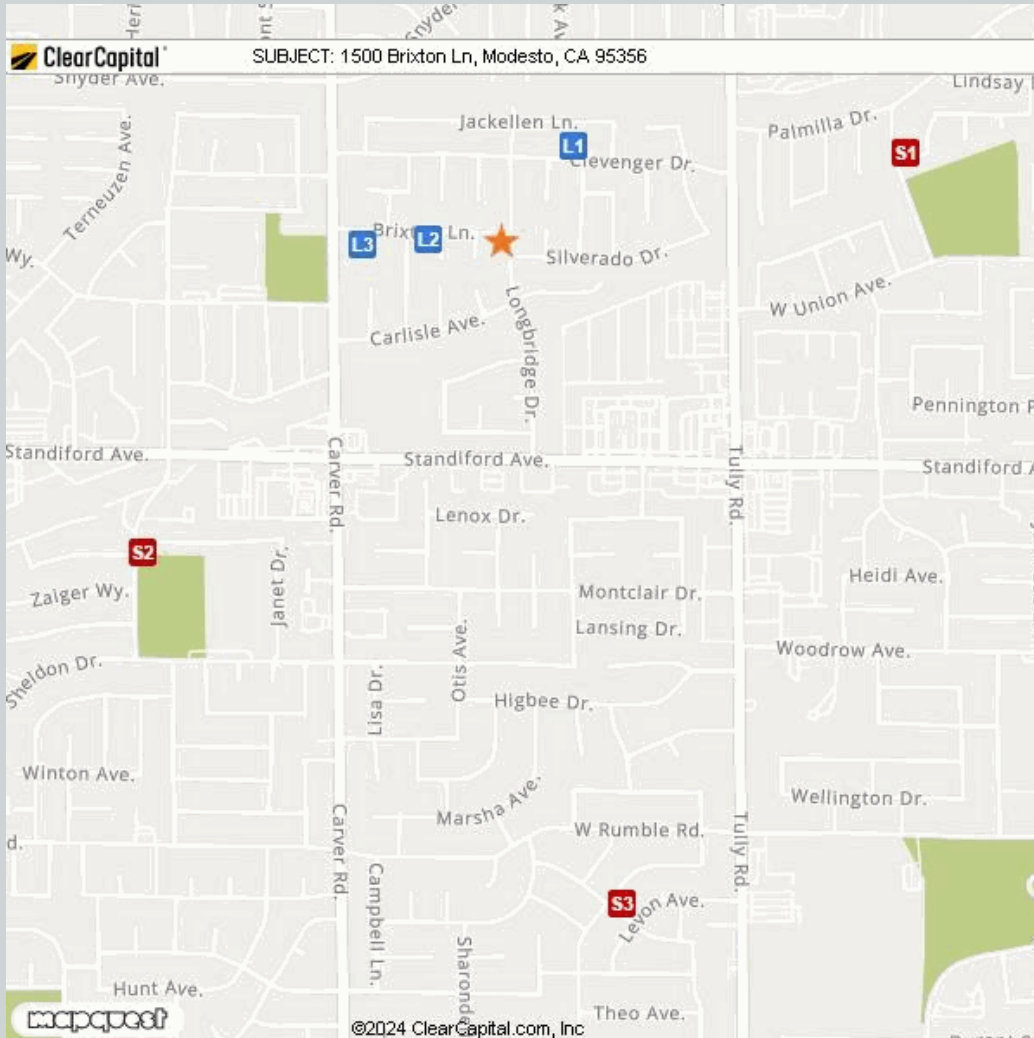 Snyder
ClearCapital
SUBJECT: 1500 Brixton Ln, Modesto, CA 95356
Snyder Ave.
Lindsay
Jackellen Ln.
Palmilla Dr.
L1
S1
Clevenger Dr.
Terneuzen Ave.
Brix Ln.
L3
L2
Wy.
Silverado Dr.
W Union Ave.
Longbridge Dr.
Carlisle Ave.
Pennington P
Standiford Ave.
Standiford Ave.
Standiford A
Carver Rd.
Tully Rd.
Lenox Dr.
S2
Janet Dr.
Heidi Ave.
Zaiger Wy.
Montclair Dr.
Lansing Dr.
Otis Ave.
Woodrow Ave.
Sheldon Dr.
Lisa Dr.
Higbee Dr.
Winton Ave.
Wellington Dr.
Marsha Ave.
W Rumble Rd.
Carver Rd.
Tully Rd.
d.
Campbell Ln.
S3
Leyon Ave.
Sharonde
Hunt Ave.
Theo Ave.
mapquest
©2024 ClearCapital.com, Inc